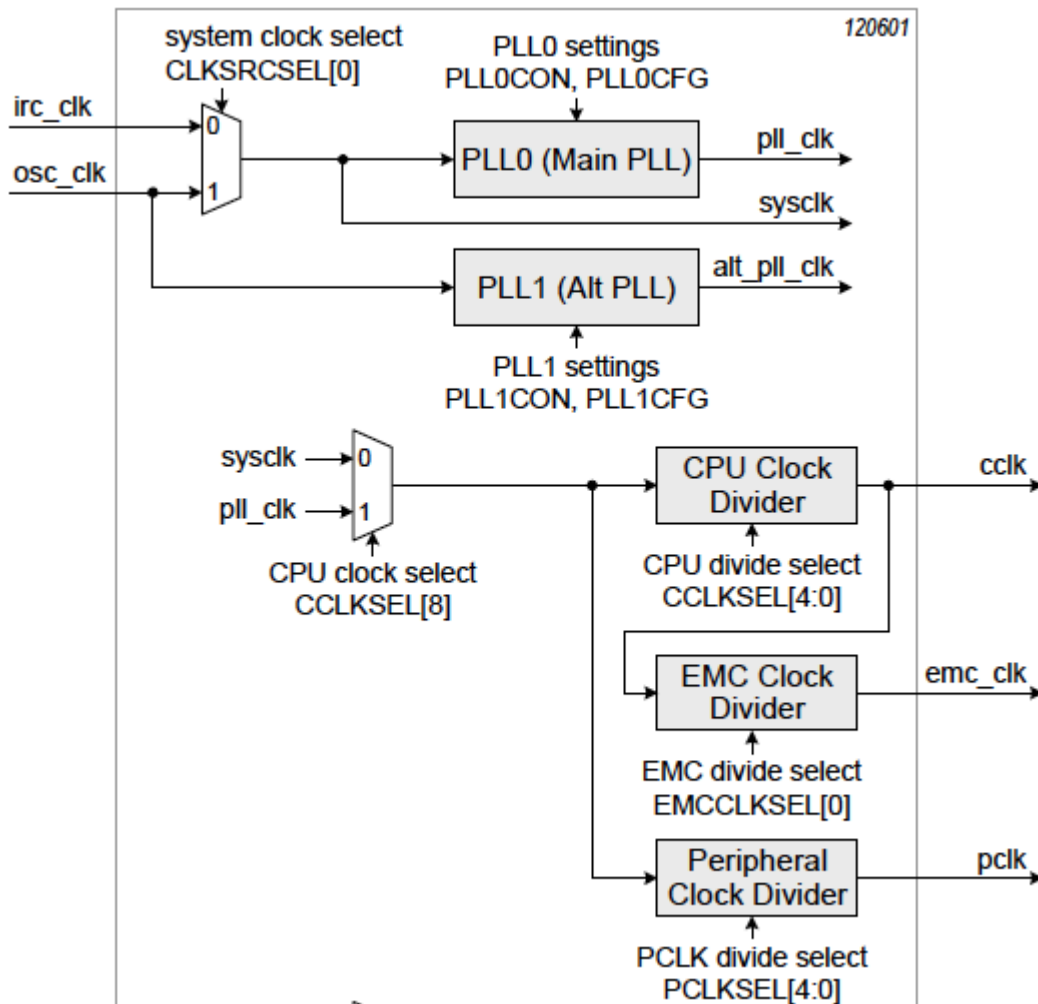 120601
system clock select
CLKSRCSEL[0]
PLL0 settings
PLL0CON, PLL0CFG
irc_clk
0
osc_clk
1
PLL0 (Main PLL)
pll_clk
sysclk
PLL1 (Alt PLL)
alt_pll_clk
PLL1 settings
PLL1CON, PLL1CFG
sysclk
0
pll_clk
1
CPU clock select
CCLKSEL[8]
CPU Clock
Divider
cclk
CPU divide select
CCLKSEL[4:0]
EMC Clock
Divider
emc_clk
EMC divide select
EMCCLKSEL[0]
Peripheral
Clock Divider
pclk
PCLK divide select
PCLKSEL[4:0]